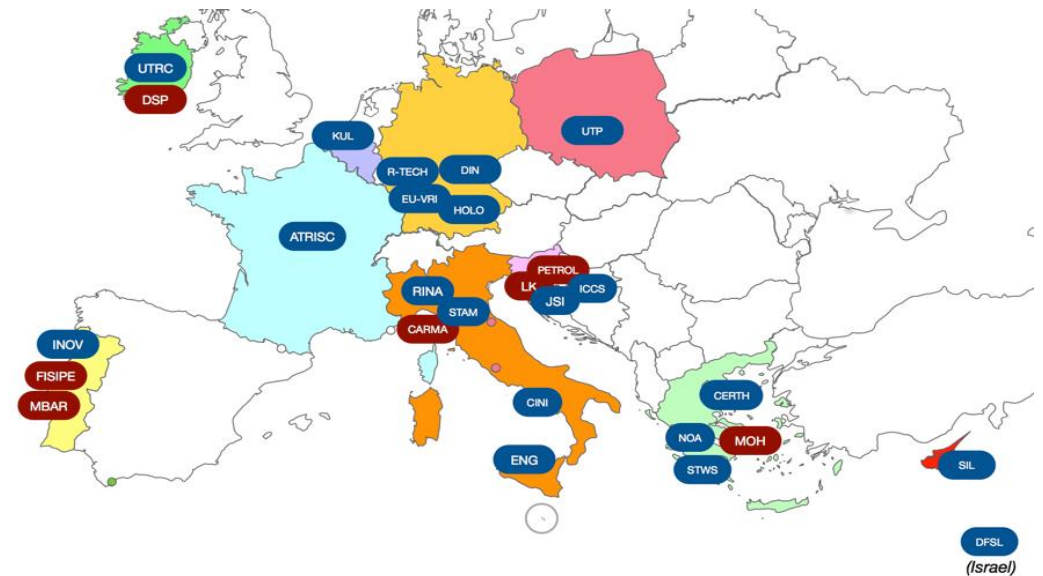 UTRC
DSP
KUL
UTP
R-TECH
DIN
EU-VRI
HOLO
ATRISC
PETROL
LK
ICCS
JSI
RINA
STAM
CARMA
INOV
FISIPE
MBAR
CINI
CERTH
NOA
MOH
ENG
STWS
SIL
DFSL
(Israel)